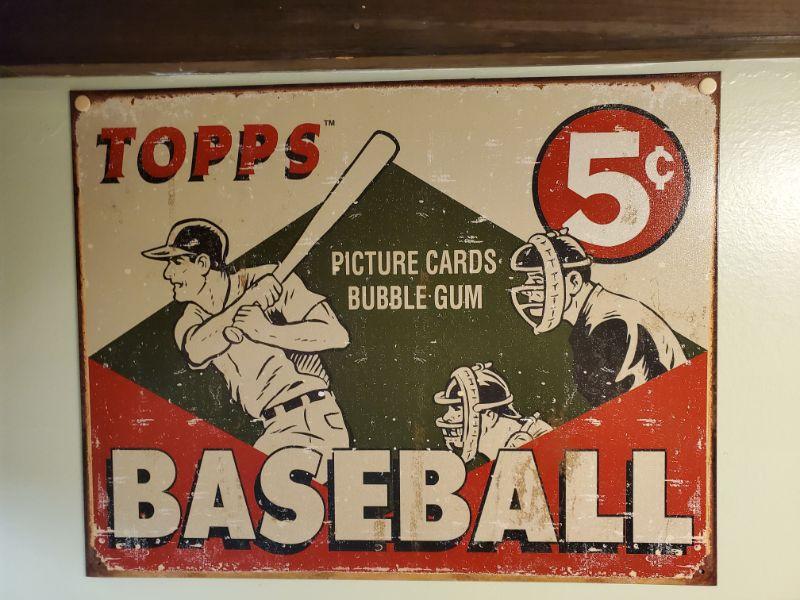 TOPPS™
5¢
PICTURE CARDS
BUBBLE·GUM
BASEBALL